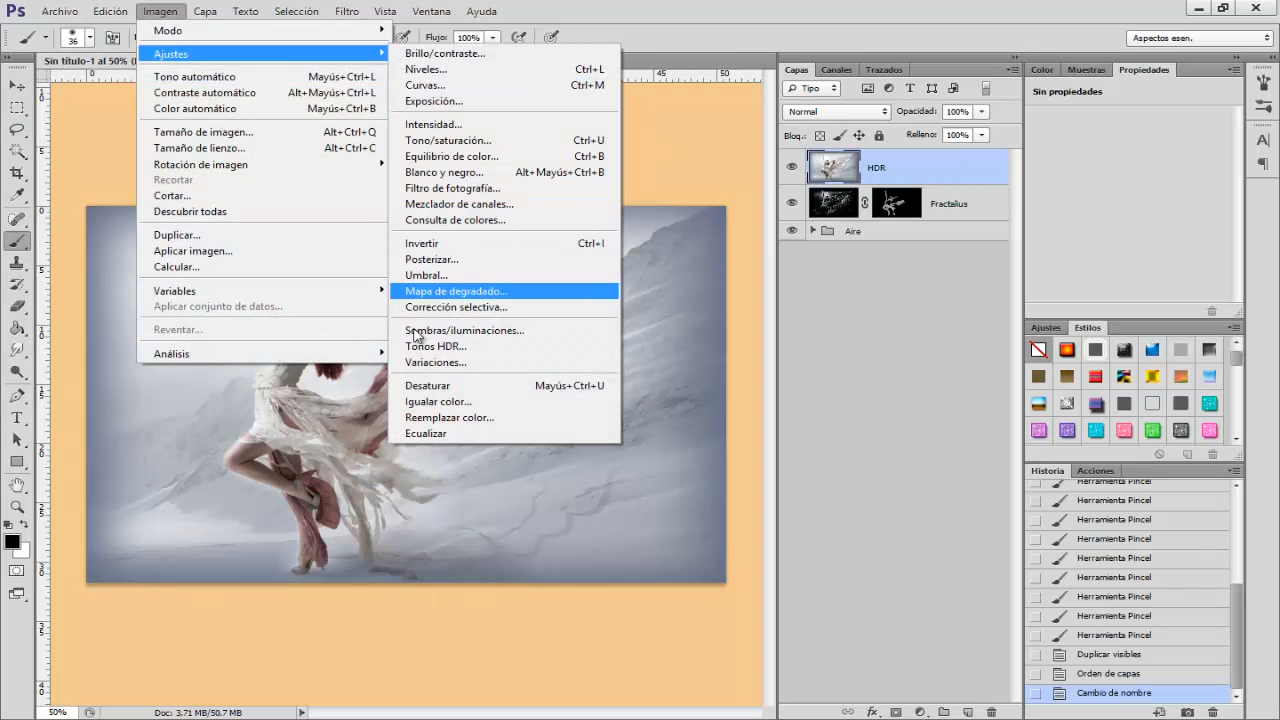 Ps Archivo Edición Imagen Capa Texto Selección Filtro Vista Ventana Ayuda
36 Flujo: 100% Aspectos esen.
Sin título-1 al 50%
0 45 50
Modo
Ajustes
Tono automático Mayús+Ctrl+L
Contraste automático Alt+Mayús+Ctrl+L
Color automático Mayús+Ctrl+B
Tamaño de imagen... Alt+Ctrl+Q
Tamaño de lienzo... Alt+Ctrl+C
Rotación de imagen
Recortar
Cortar...
Descubrir todas
Duplicar...
Aplicar imagen...
Calcular...
Variables
Aplicar conjunto de datos...
Reventar...
Análisis
Brillo/contraste...
Niveles... Ctrl+L
Curvas... Ctrl+M
Exposición...
Intensidad...
Tono/saturación... Ctrl+U
Equilibrio de color... Ctrl+B
Blanco y negro... Alt+Mayús+Ctrl+B
Filtro de fotografía...
Mezclador de canales...
Consulta de colores...
Invertir Ctrl+I
Posterizar...
Umbral...
Mapa de degradado...
Corrección selectiva...
Sombras/iluminaciones...
Tonos HDR...
Variaciones...
Desaturar Mayús+Ctrl+U
Igualar color...
Reemplazar color...
Ecualizar
Capas Canales Trazados
Tipo
Normal Opacidad: 100%
Bloq.: Relleno: 100%
HDR
Fractalius
Aire
Color Muestras Propiedades
Sin propiedades
Ajustes Estilos
Historia Acciones
Herramienta Pincel
Herramienta Pincel
Herramienta Pincel
Herramienta Pincel
Herramienta Pincel
Herramienta Pincel
Herramienta Pincel
Herramienta Pincel
Herramienta Pincel
Duplicar visibles
Orden de capas
Cambio de nombre
50% Doc: 3,71 MB/50,7 MB